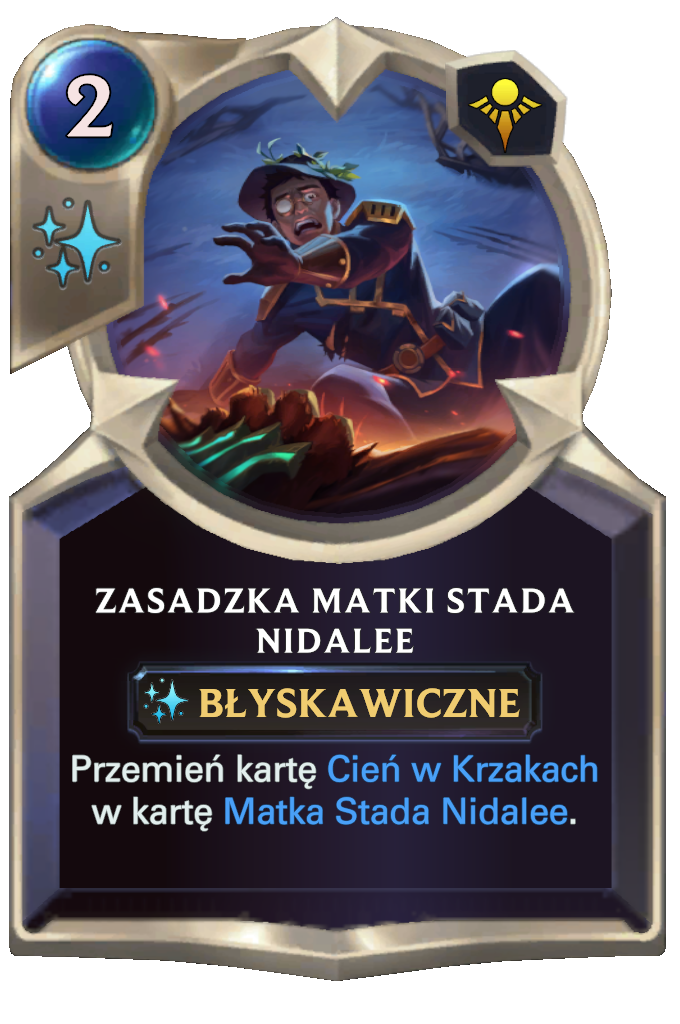 2
ZASADZKA MATKI STADA
NIDALEE
BŁYSKAWICZNE
Przemień kartę Cień w Krzakach
w kartę Matka Stada Nidalee.